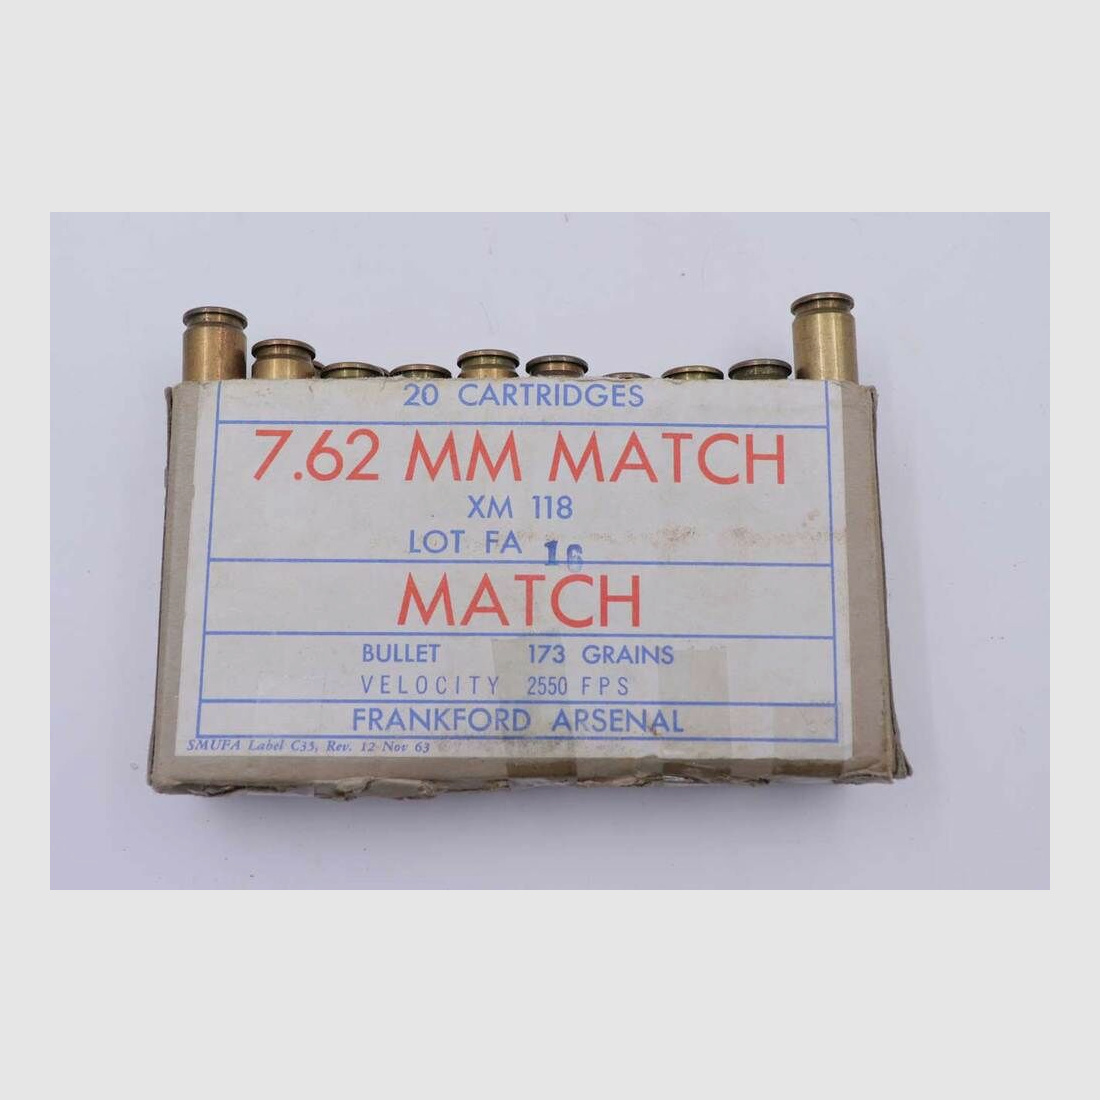 20 CARTRIDGES
7.62 MM MATCH
XM 118
LOT FA 16
MATCH
BULLET 173 GRAINS
VELOCITY 2550 FPS
FRANKFORD ARSENAL
SMUFA Label C35, Rev. 12 Nov 63